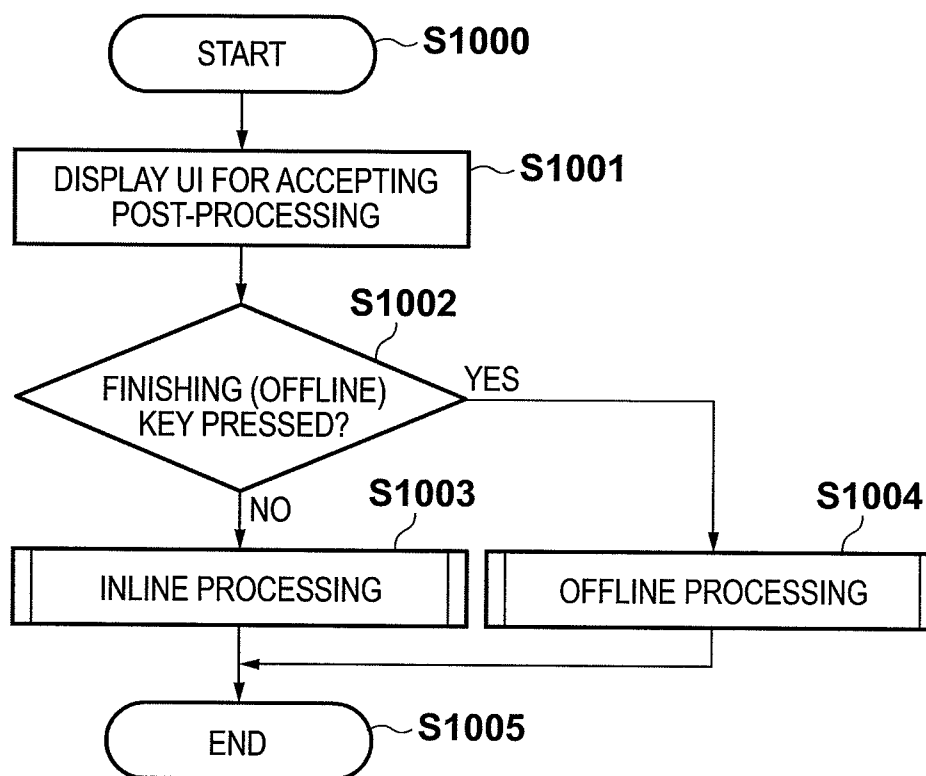 START
S1000
DISPLAY UI FOR ACCEPTING
POST-PROCESSING
S1001
S1002
FINISHING (OFFLINE)
KEY PRESSED?
YES
NO
S1003
INLINE PROCESSING
S1004
OFFLINE PROCESSING
END
S1005